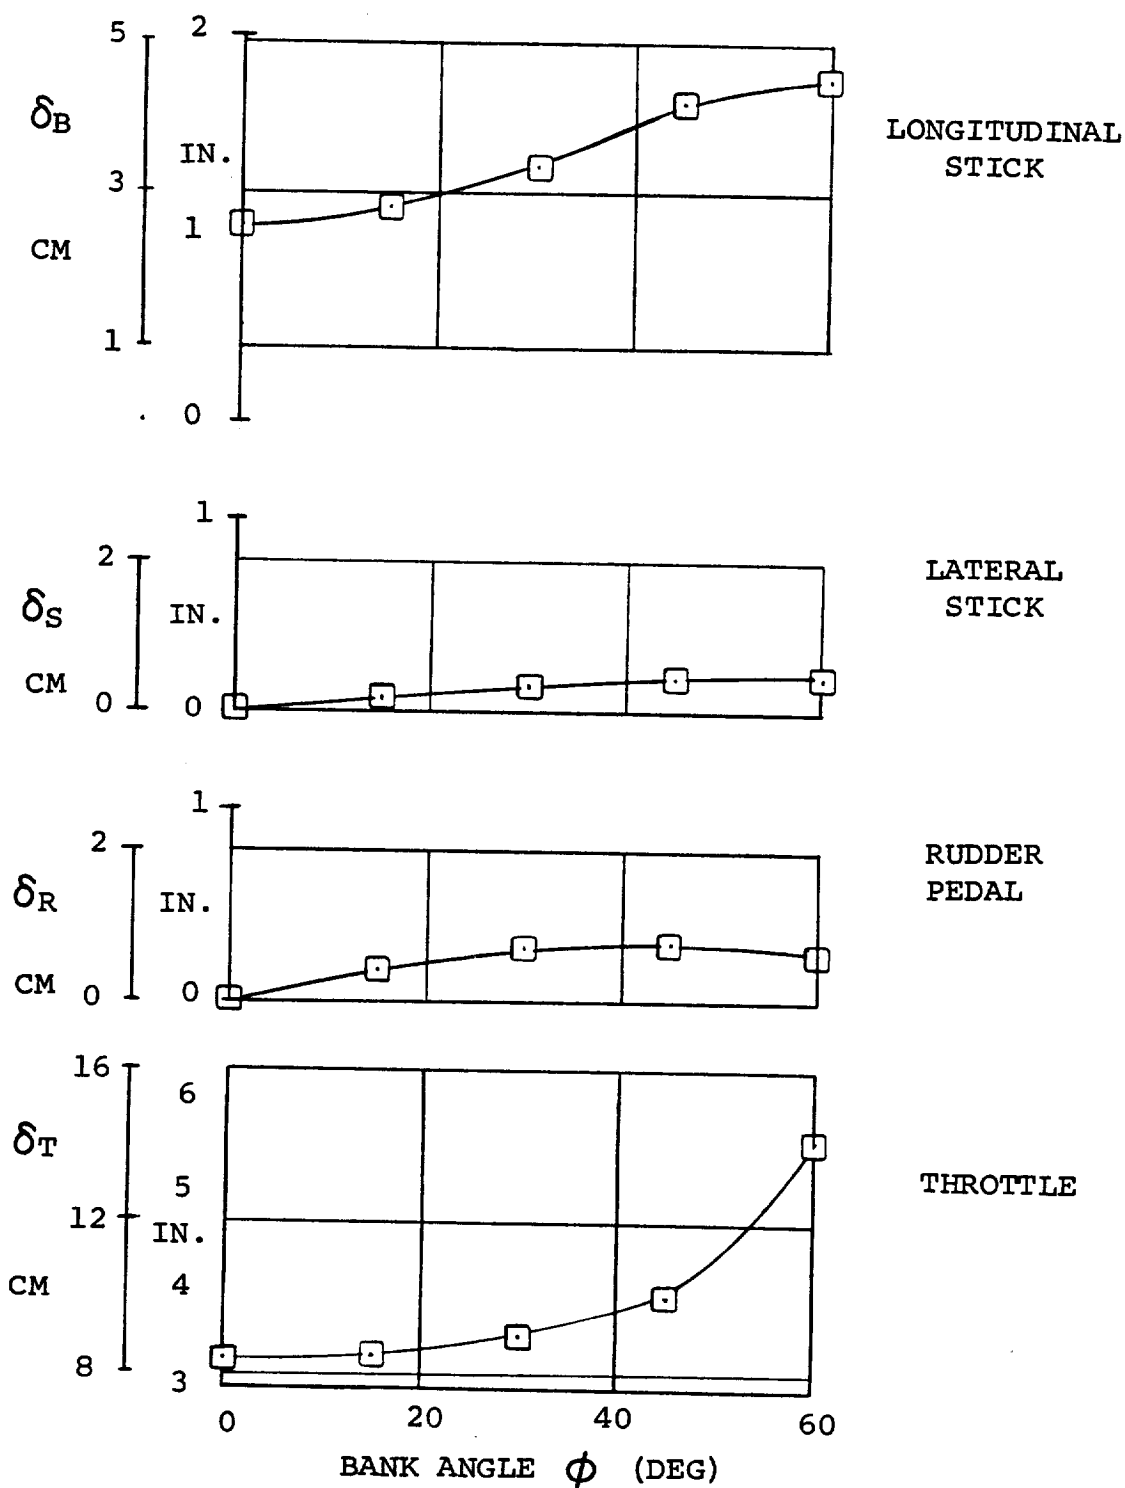 5
2
δB
IN.
3
1
CM
1
0
LONGITUDINAL
STICK
1
2
δS
IN.
CM
0
0
LATERAL
STICK
1
2
δR
IN.
CM
0
0
RUDDER
PEDAL
16
6
δT
5
12
IN.
CM
4
8
3
THROTTLE
0 20 40 60
BANK ANGLE ϕ (DEG)